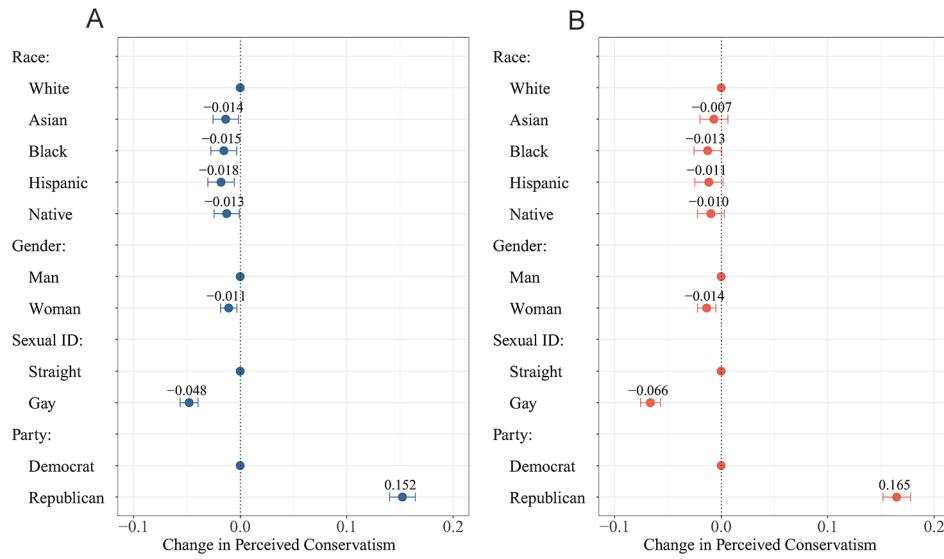 A
Race:
White
−0.014
Asian
−0.015
Black
−0.018
Hispanic
−0.013
Native
Gender:
Man
−0.011
Woman
Sexual ID:
Straight
−0.048
Gay
Party:
Democrat
0.152
Republican
−0.1 0.0 0.1 0.2
Change in Perceived Conservatism
B
Race:
White
−0.007
Asian
−0.013
Black
−0.011
Hispanic
−0.010
Native
Gender:
Man
−0.014
Woman
Sexual ID:
Straight
−0.066
Gay
Party:
Democrat
0.165
Republican
−0.1 0.0 0.1 0.2
Change in Perceived Conservatism